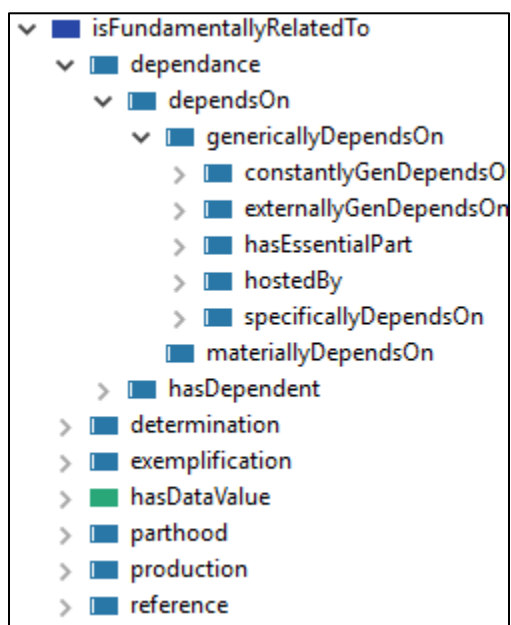 isFundamentallyRelatedTo
dependance
dependsOn
genericallyDependsOn
constantlyGenDependsO
externallyGenDependsOn
hasEssentialPart
hostedBy
specificallyDependsOn
materiallyDependsOn
hasDependent
determination
exemplification
hasDataValue
parthood
production
reference